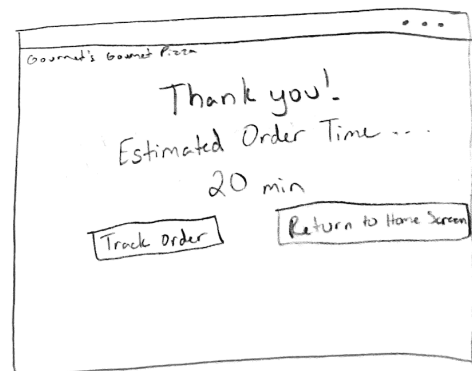 Gourmet's Gourmet Pizza
Thank you!
Estimated Order Time ...
20 min
Track Order
Return to Home Screen